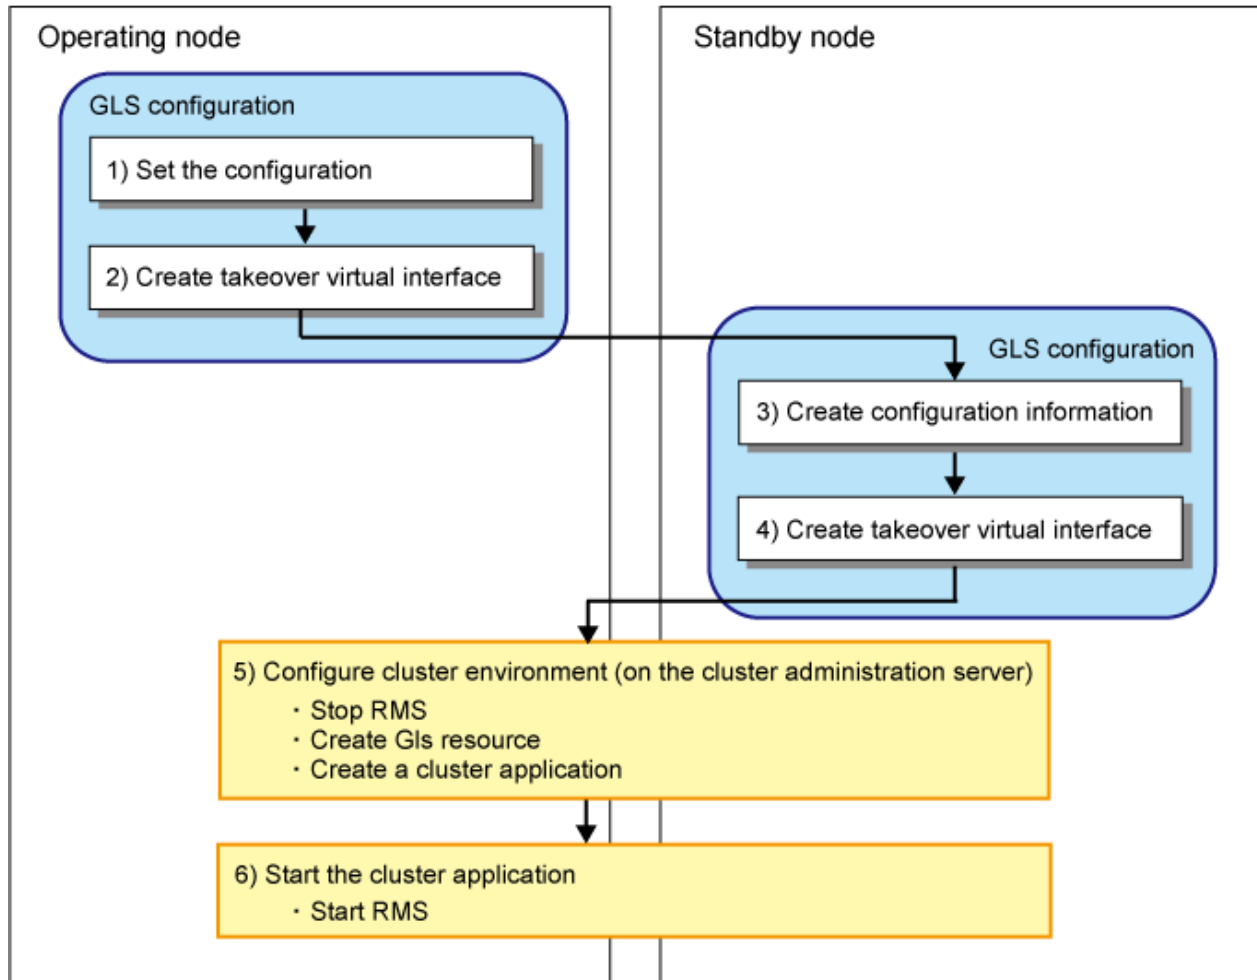 Operating node
Standby node
GLS configuration
1) Set the configuration
2) Create takeover virtual interface
GLS configuration
3) Create configuration information
4) Create takeover virtual interface
5) Configure cluster environment (on the cluster administration server)
・Stop RMS
・Create Gls resource
・Create a cluster application
6) Start the cluster application
・Start RMS